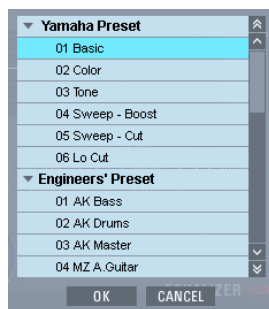 Yamaha Preset
01 Basic
02 Color
03 Tone
04 Sweep - Boost
05 Sweep - Cut
06 Lo Cut
Engineers' Preset
01 AK Bass
02 AK Drums
03 AK Master
04 MZ A.Guitar
OK CANCEL